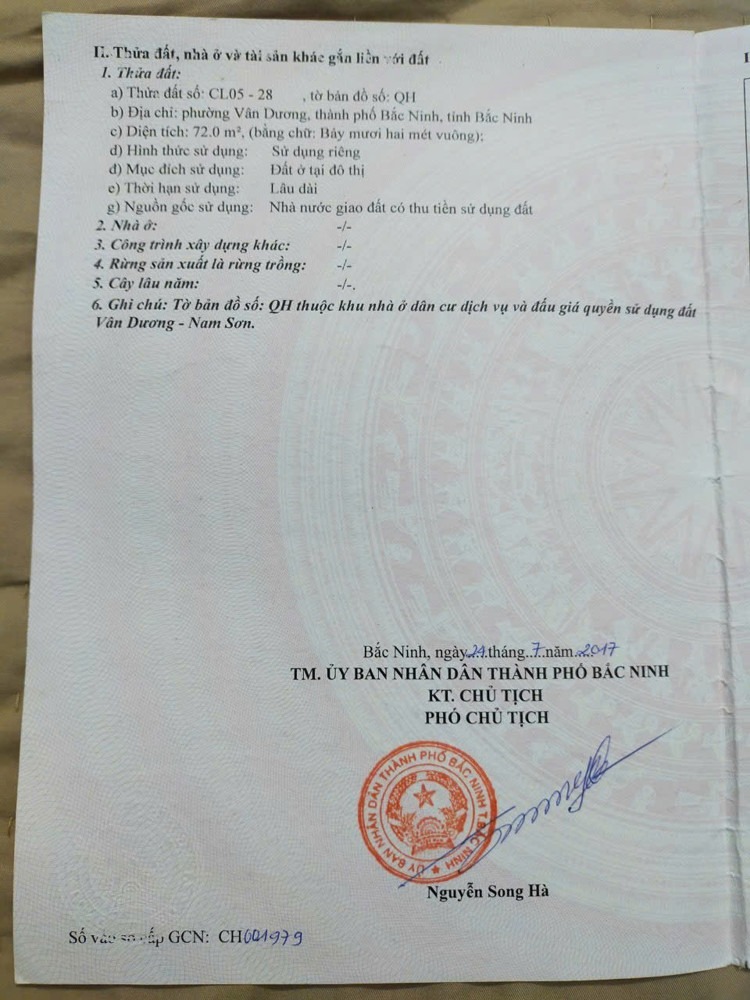 II. Thửa đất, nhà ở và tài sản khác gắn liền với đất
1. Thửa đất:
a) Thửa đất số: CL05 - 28 , tờ bản đồ số: QH
b) Địa chỉ: phường Vân Dương, thành phố Bắc Ninh, tỉnh Bắc Ninh
c) Diện tích: 72.0 m², (bằng chữ: Bảy mươi hai mét vuông);
d) Hình thức sử dụng: Sử dụng riêng
đ) Mục đích sử dụng: Đất ở tại đô thị
e) Thời hạn sử dụng: Lâu dài
g) Nguồn gốc sử dụng: Nhà nước giao đất có thu tiền sử dụng đất
2. Nhà ở: -/-
3. Công trình xây dựng khác: -/-
4. Rừng sản xuất là rừng trồng: -/-
5. Cây lâu năm: -/-.
6. Ghi chú: Tờ bản đồ số: QH thuộc khu nhà ở dân cư dịch vụ và đấu giá quyền sử dụng đất
Vân Dương - Nam Sơn.
Bắc Ninh, ngày 24 tháng 7 năm 2017
TM. ỦY BAN NHÂN DÂN THÀNH PHỐ BẮC NINH
KT. CHỦ TỊCH
PHÓ CHỦ TỊCH
ỦY BAN NHÂN DÂN THÀNH PHỐ BẮC NINH T.BẮC NINH
Nguyễn Song Hà
Số vào sổ cấp GCN: CH001979